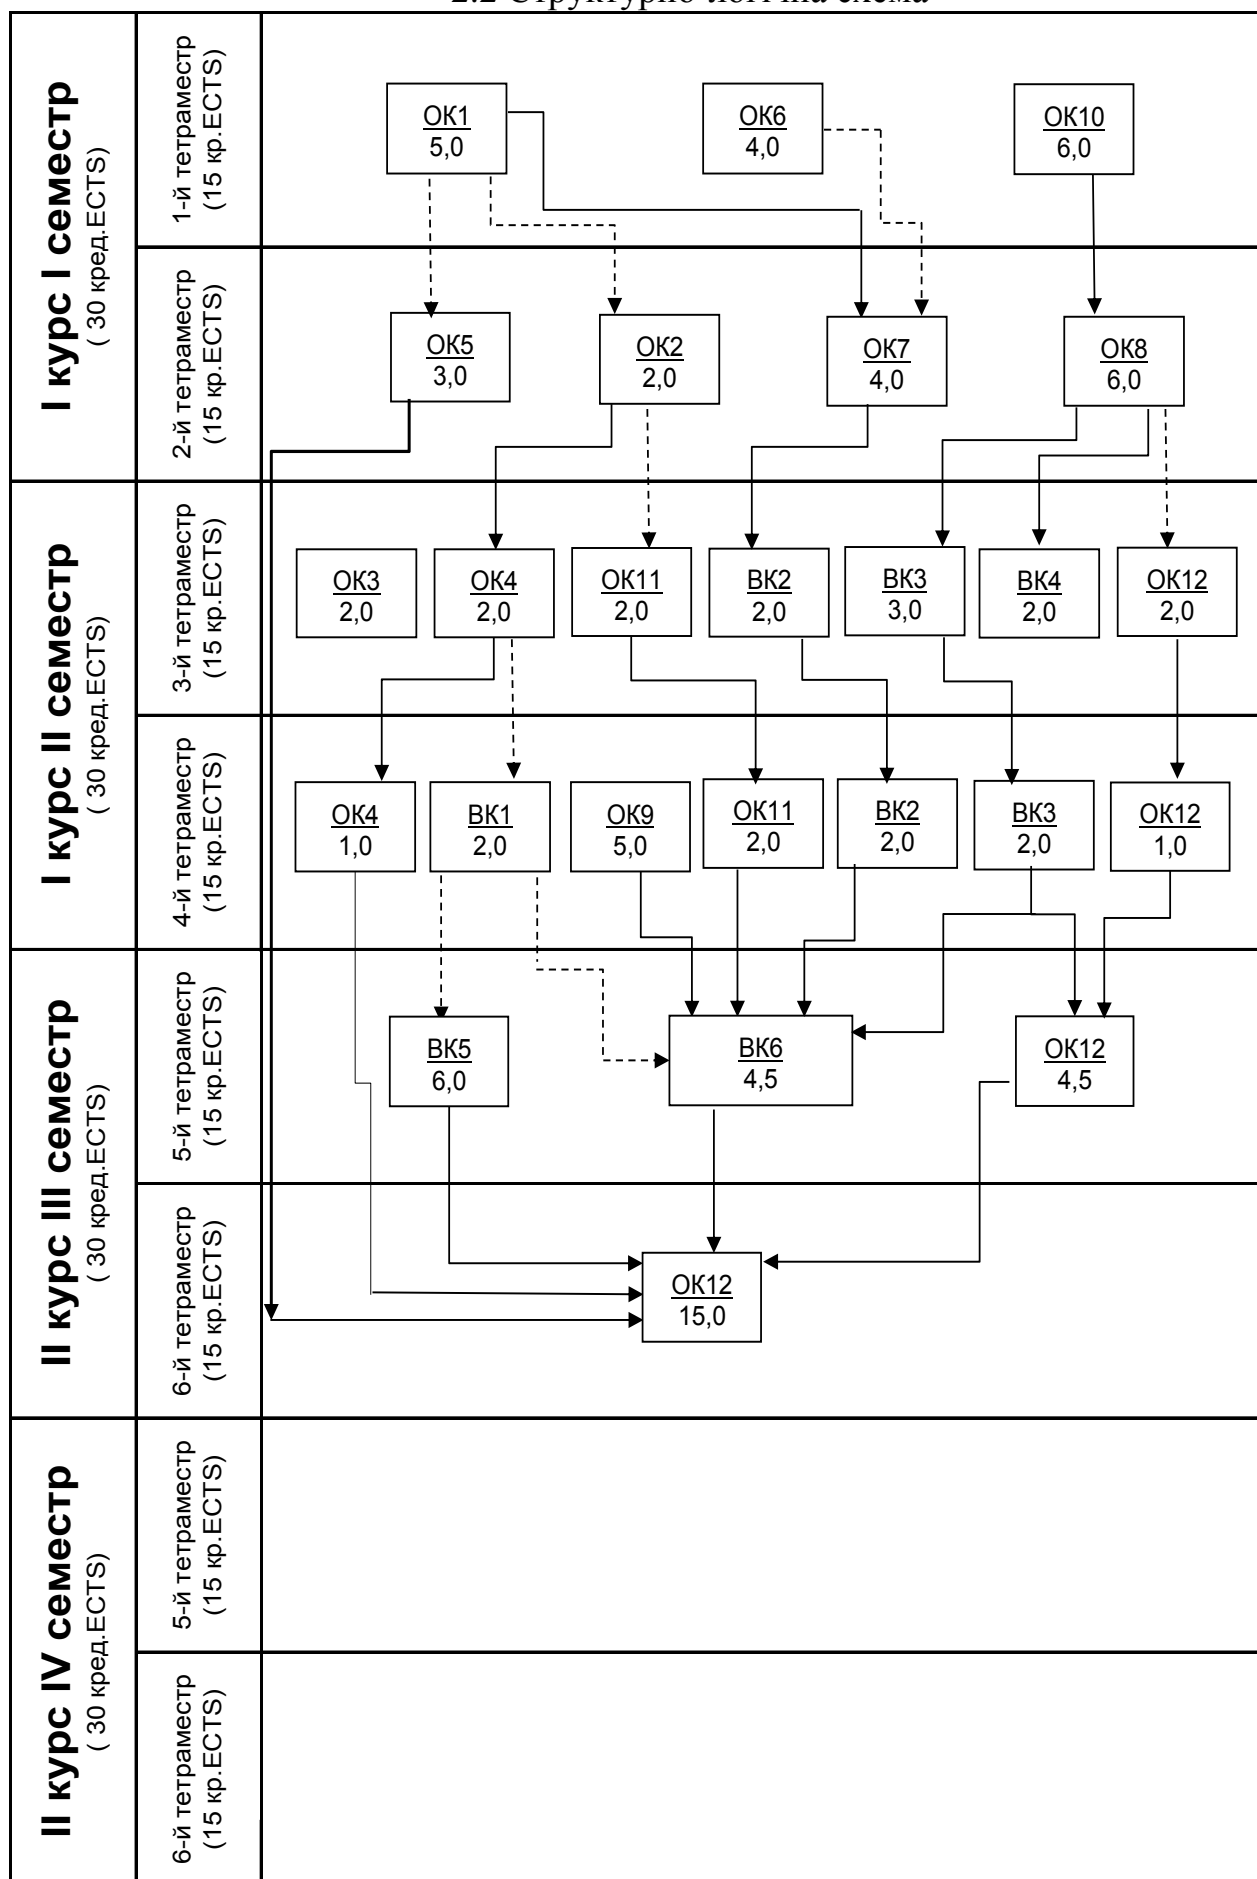 2.2 Структурно-логічна схема
I курс I семестр
( 30 кред.ECTS)
1-й тетраместр
(15 кр.ECTS)
ОК1
5,0
ОК6
4,0
ОК10
6,0
2-й тетраместр
(15 кр.ECTS)
ОК5
3,0
ОК2
2,0
ОК7
4,0
ОК8
6,0
I курс II семестр
( 30 кред.ECTS)
3-й тетраместр
(15 кр.ECTS)
ОК3
2,0
ОК4
2,0
ОК11
2,0
ВК2
2,0
ВК3
3,0
ВК4
2,0
ОК12
2,0
4-й тетраместр
(15 кр.ECTS)
ОК4
1,0
ВК1
2,0
ОК9
5,0
ОК11
2,0
ВК2
2,0
ВК3
2,0
ОК12
1,0
II курс III семестр
( 30 кред.ECTS)
5-й тетраместр
(15 кр.ECTS)
ВК5
6,0
ВК6
4,5
ОК12
4,5
6-й тетраместр
(15 кр.ECTS)
ОК12
15,0
II курс IV семестр
( 30 кред.ECTS)
5-й тетраместр
(15 кр.ECTS)
6-й тетраместр
(15 кр.ECTS)